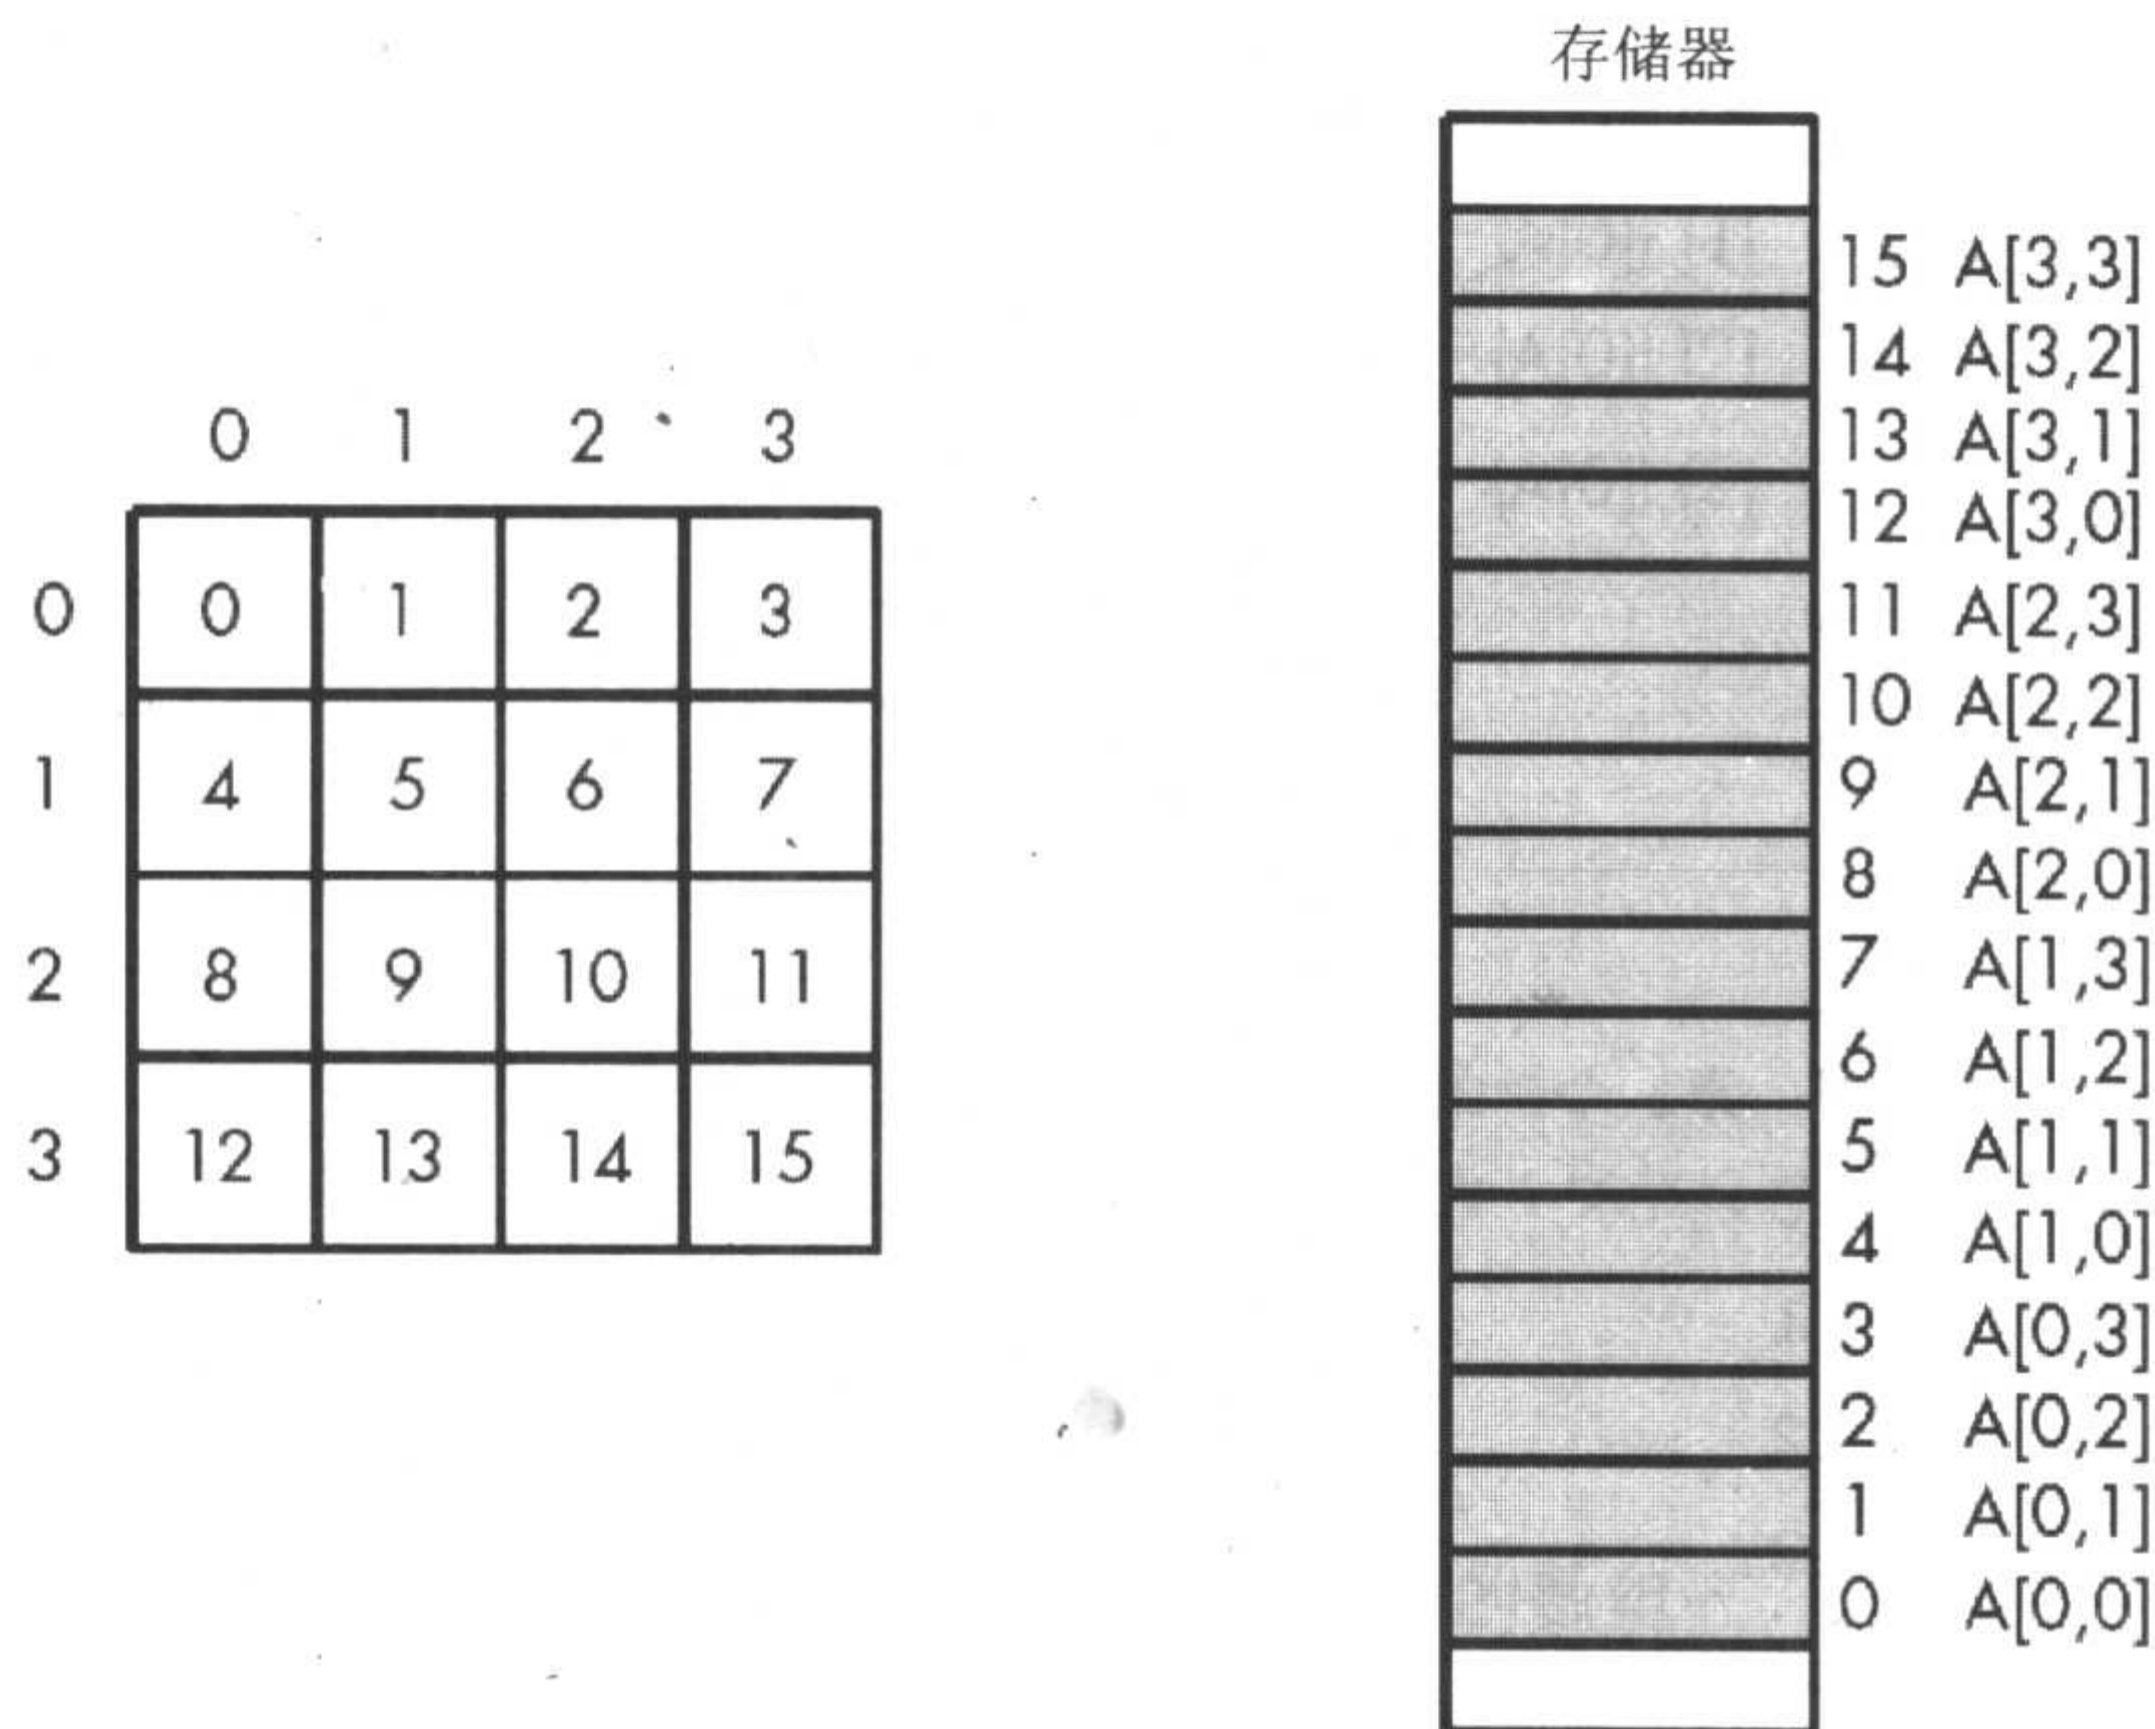 存储器
0 1 2 3
0 0 1 2 3
1 4 5 6 7
2 8 9 10 11
3 12 13 14 15
15 A[3,3]
14 A[3,2]
13 A[3,1]
12 A[3,0]
11 A[2,3]
10 A[2,2]
9 A[2,1]
8 A[2,0]
7 A[1,3]
6 A[1,2]
5 A[1,1]
4 A[1,0]
3 A[0,3]
2 A[0,2]
1 A[0,1]
0 A[0,0]